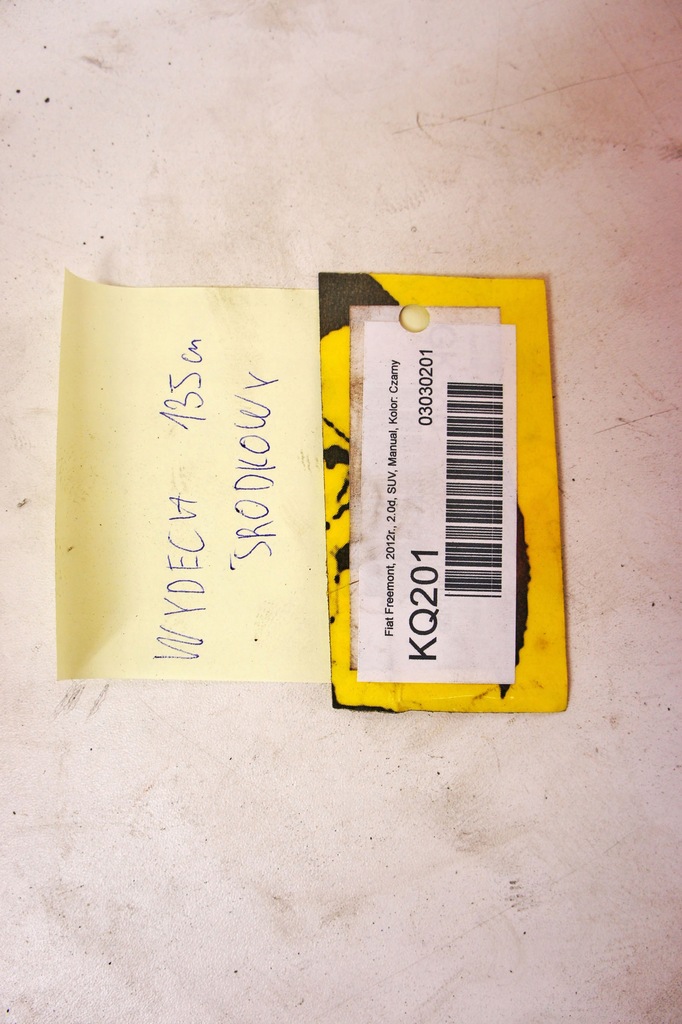 WYDECH 135cm
ŚRODKOWY
Fiat Freemont, 2012r., 2.0d, SUV, Manual, Kolor: Czarny
KQ201 03030201